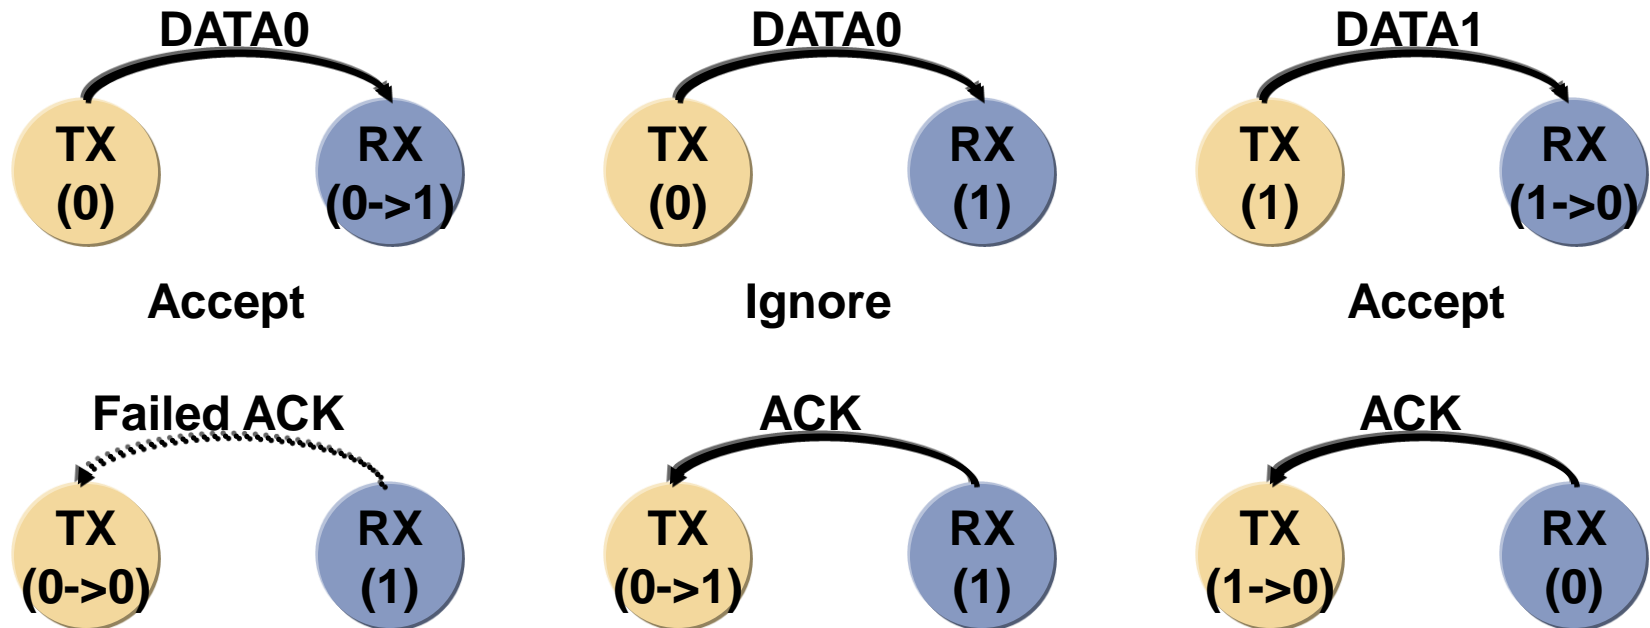 DATA0
DATA0
DATA1
TX
(0)
RX
(0->1)
TX
(0)
RX
(1)
TX
(1)
RX
(1->0)
Accept
Ignore
Accept
Failed ACK
ACK
ACK
TX
(0->0)
RX
(1)
TX
(0->1)
RX
(1)
TX
(1->0)
RX
(0)